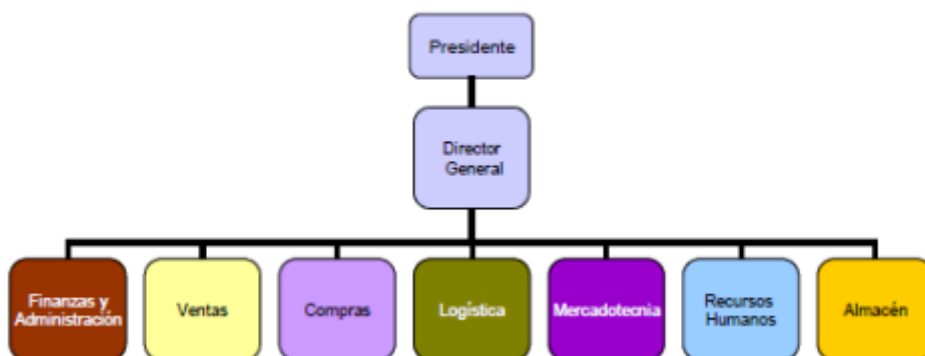 Presidente
Director
General
Finanzas y
Administración
Ventas
Compras
Logística
Mercadotecnia
Recursos
Humanos
Almacén